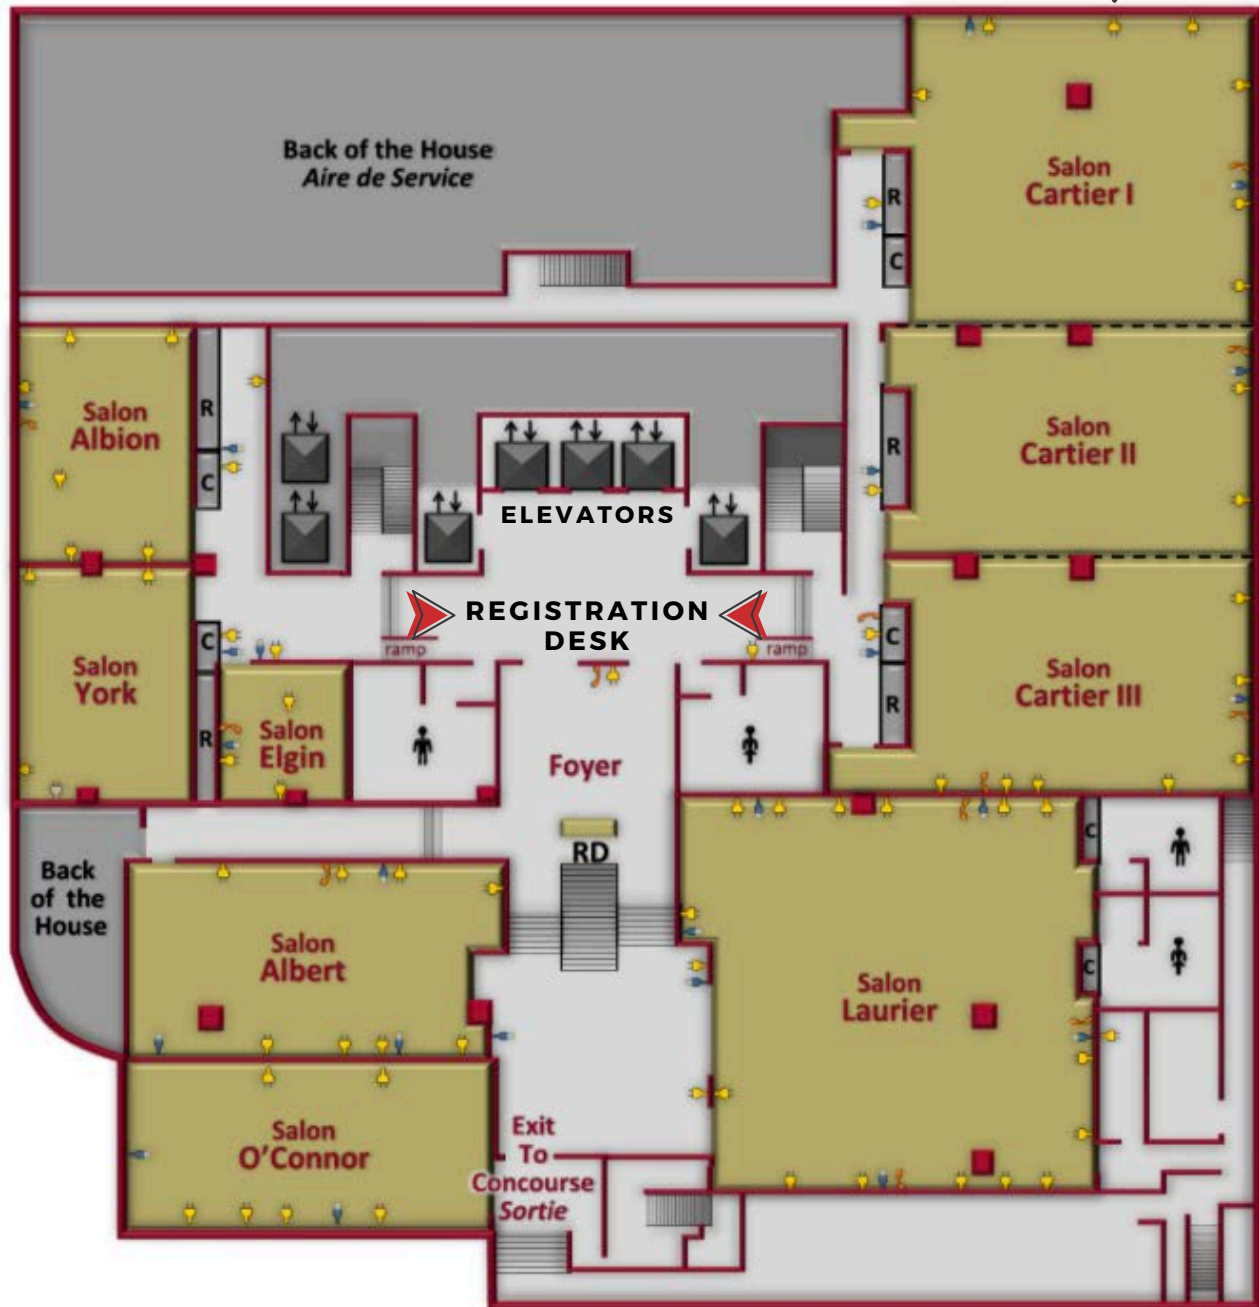 Back of the House
Aire de Service
Salon
Cartier I
R
C
Salon
Albion
R
C
Salon
Cartier II
R
ELEVATORS
REGISTRATION
DESK
ramp
ramp
Salon
York
C
R
Salon
Elgin
Foyer
C
R
Salon
Cartier III
RD
Back
of the
House
Salon
Albert
C
C
Salon
Laurier
Salon
O'Connor
Exit
To
Concourse
Sortie